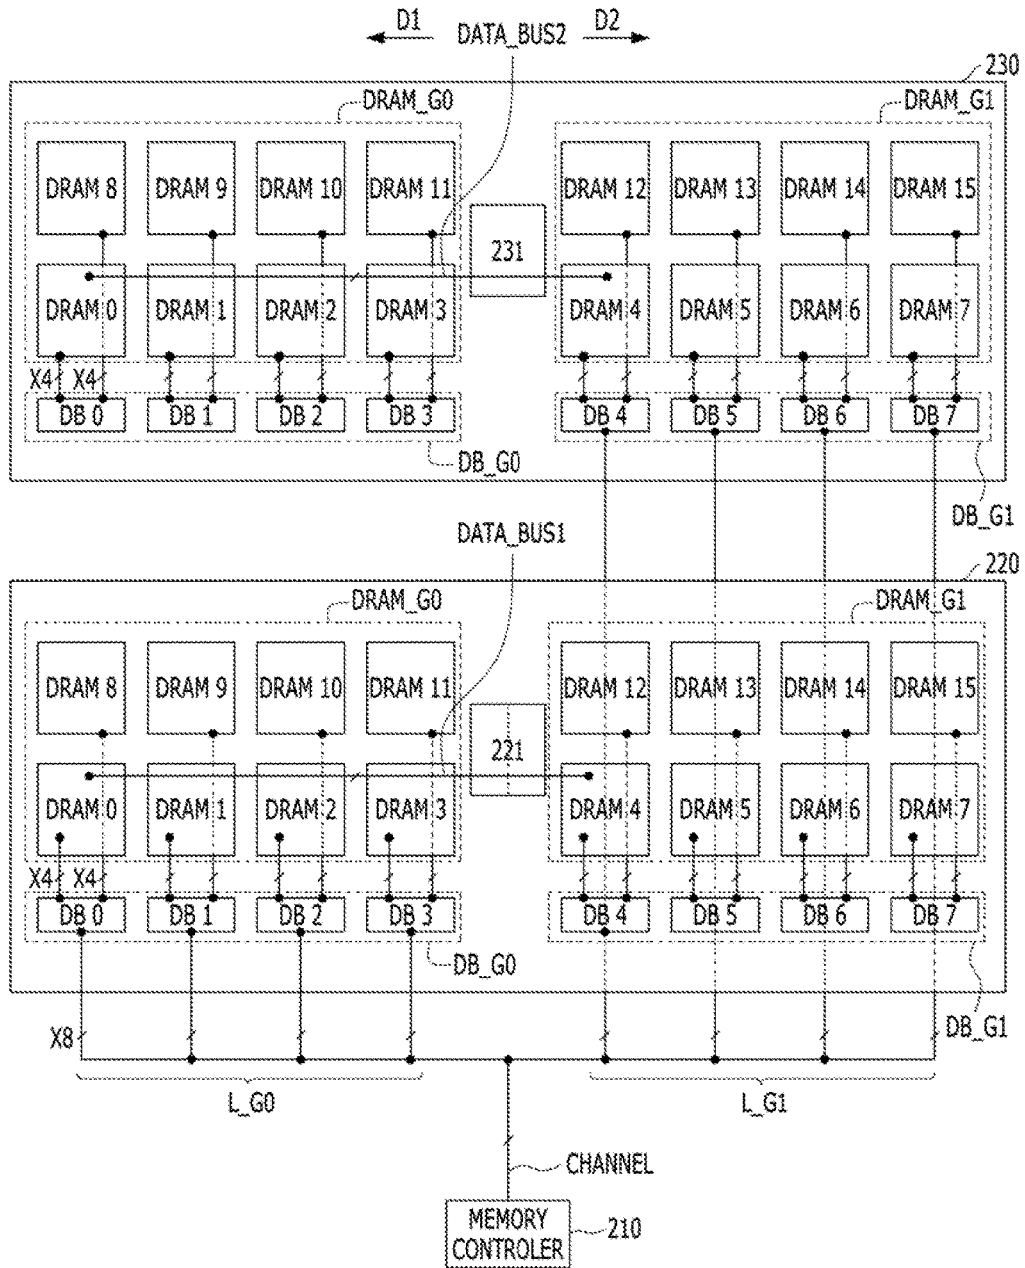 D1 DATA_BUS2 D2
230
DRAM_G0 DRAM_G1
DRAM 8 DRAM 9 DRAM 10 DRAM 11 DRAM 12 DRAM 13 DRAM 14 DRAM 15
231
DRAM 0 DRAM 1 DRAM 2 DRAM 3 DRAM 4 DRAM 5 DRAM 6 DRAM 7
X4 X4
DB 0 DB 1 DB 2 DB 3 DB 4 DB 5 DB 6 DB 7
DB_G0
DB_G1
DATA_BUS1
220
DRAM_G0 DRAM_G1
DRAM 8 DRAM 9 DRAM 10 DRAM 11 DRAM 12 DRAM 13 DRAM 14 DRAM 15
221
DRAM 0 DRAM 1 DRAM 2 DRAM 3 DRAM 4 DRAM 5 DRAM 6 DRAM 7
X4 X4
DB 0 DB 1 DB 2 DB 3 DB 4 DB 5 DB 6 DB 7
DB_G0
DB_G1
X8
L_G0 L_G1
CHANNEL
MEMORY
CONTROLER
210